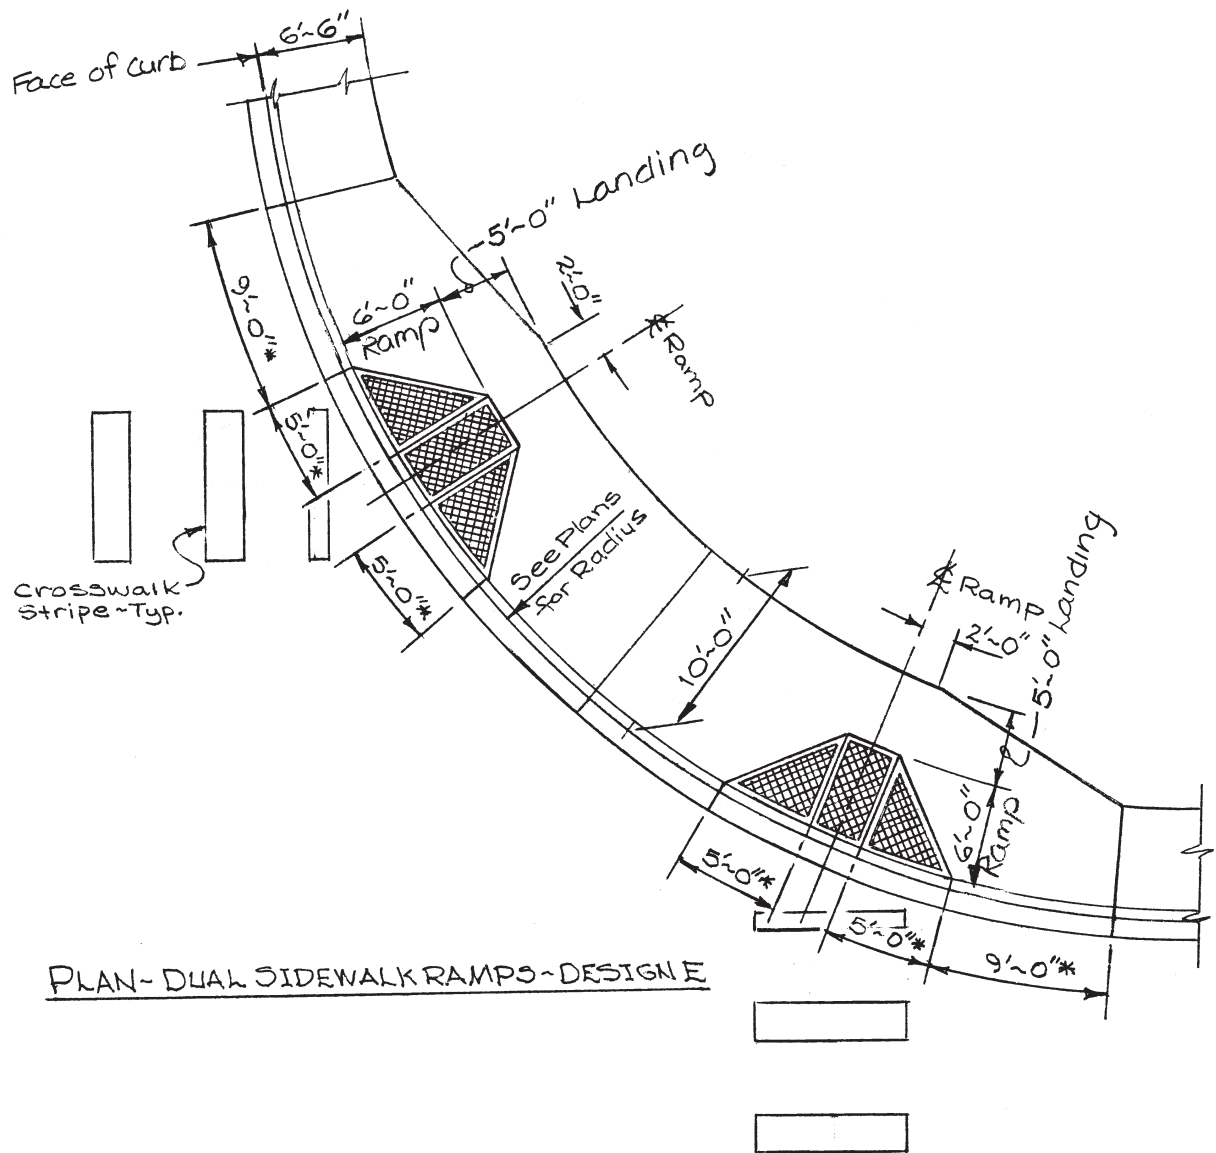 6'~6"
Face of curb
5'~0" Landing
2'~0"
6'~0"
Ramp
9'~0"*
℄ Ramp
5'~0"*
Crosswalk
Stripe~Typ.
5'~0"*
See Plans
for Radius
10'~0"
℄ Ramp
2'~0"
5'~0" Landing
6'~0"
Ramp
5'~0"*
5'~0"*
9'~0"*
PLAN~DUAL SIDEWALK RAMPS~DESIGN E